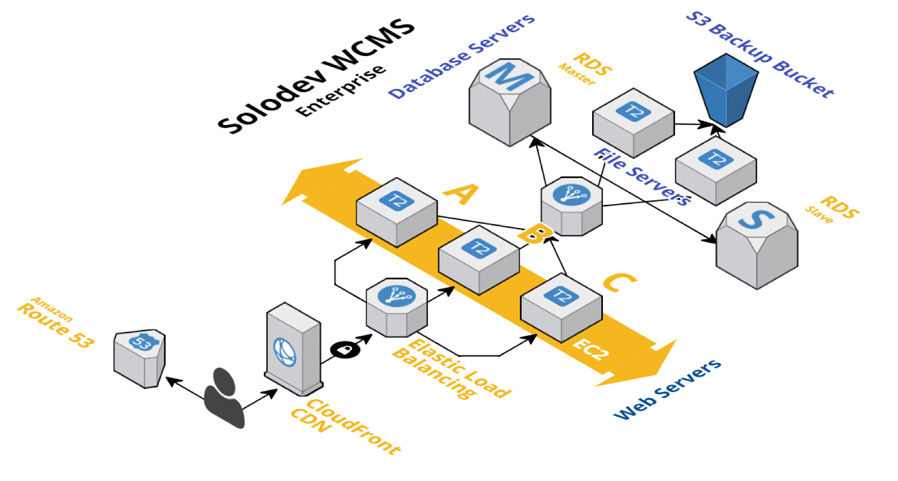 Solodev WCMS
Enterprise
Database Servers
M
RDS
Master
S3 Backup Bucket
T2
T2
File Servers
S
RDS
Slave
T2
A
T2
B
T2
C
EC2
Web Servers
Elastic Load
Balancing
CloudFront
CDN
Amazon
Route 53
53